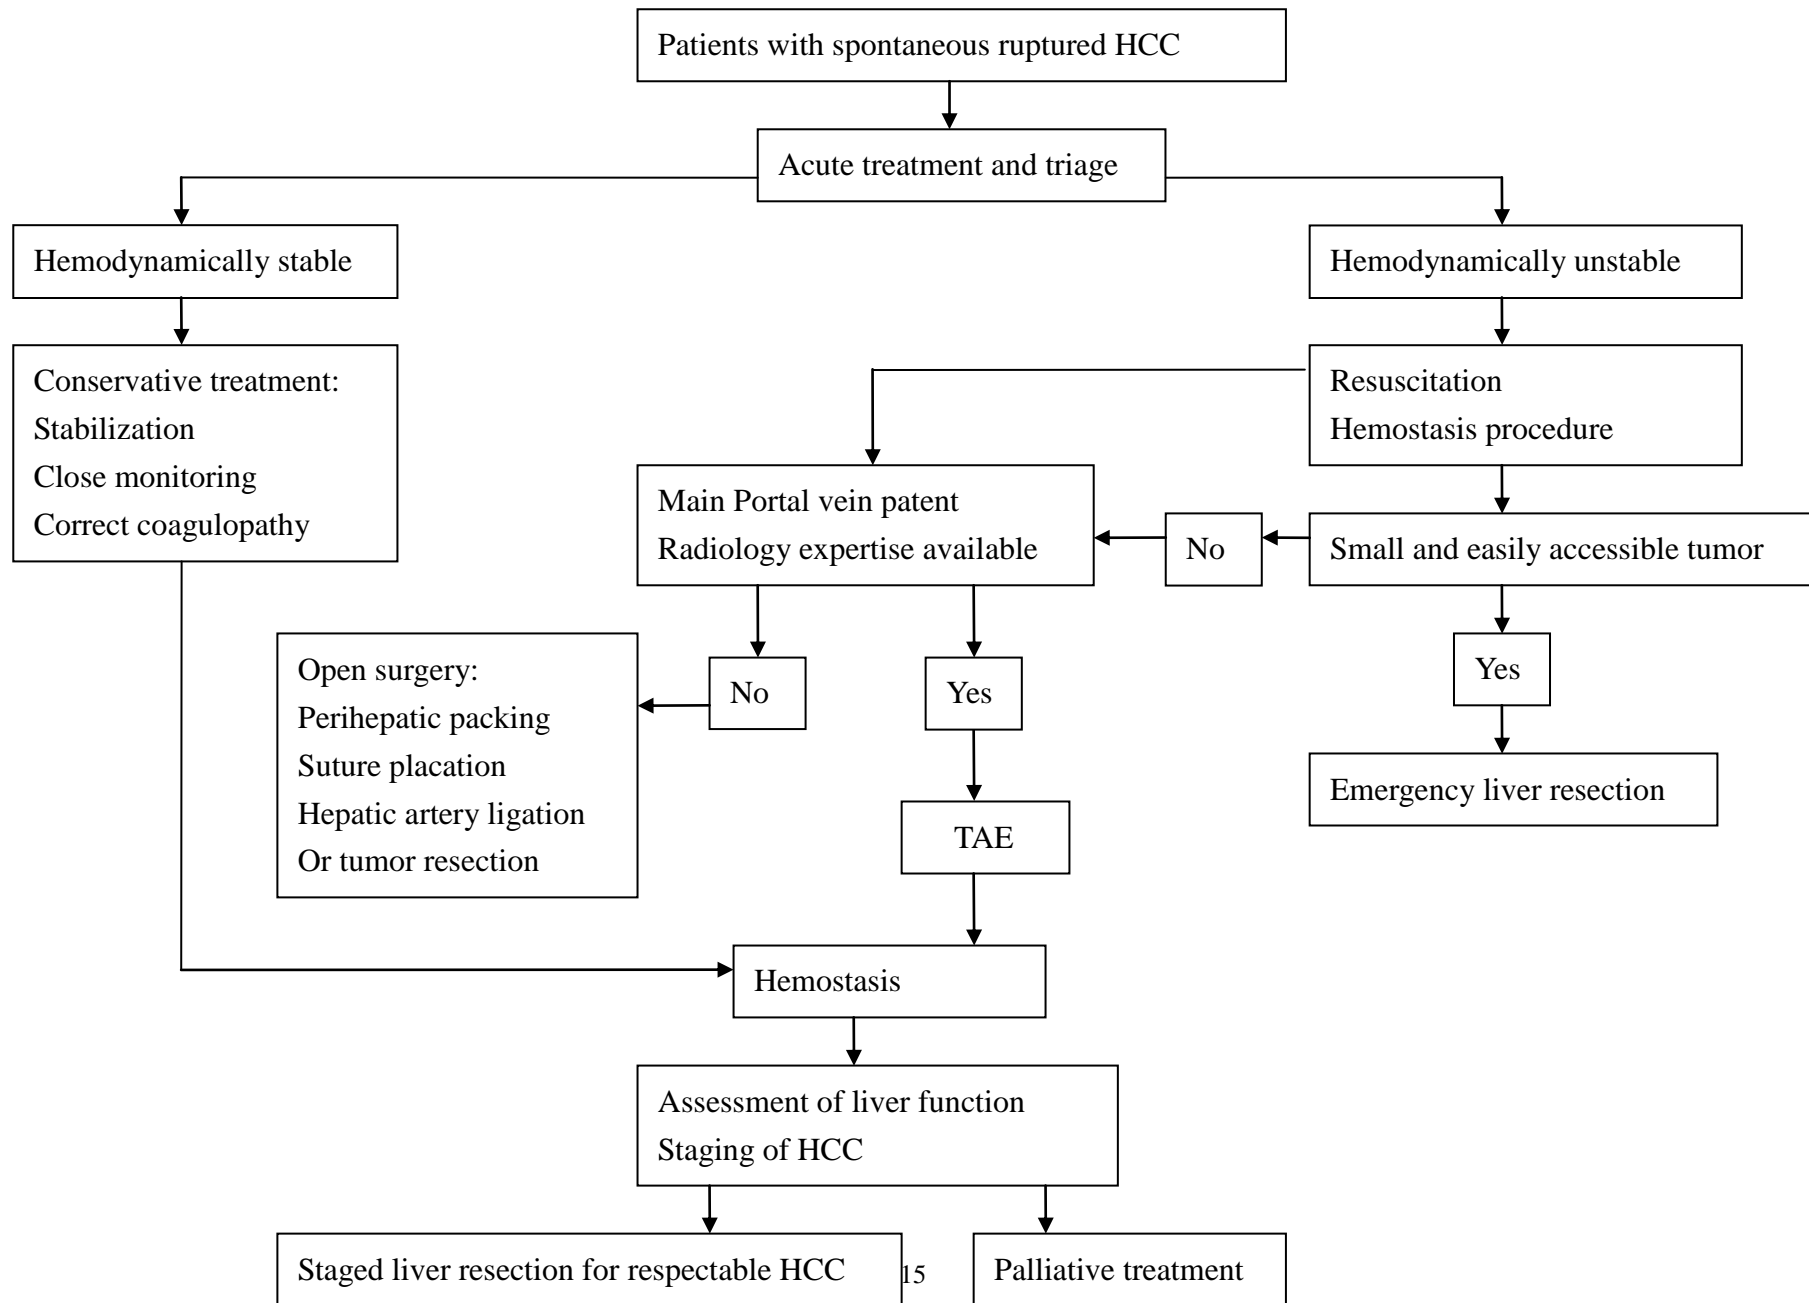 Patients with spontaneous ruptured HCC
Acute treatment and triage
Hemodynamically stable
Hemodynamically unstable
Conservative treatment:
Stabilization
Close monitoring
Correct coagulopathy
Resuscitation
Hemostasis procedure
Main Portal vein patent
Radiology expertise available
No
Small and easily accessible tumor
Open surgery:
Perihepatic packing
Suture placation
Hepatic artery ligation
Or tumor resection
No
Yes
Yes
Emergency liver resection
TAE
Hemostasis
Assessment of liver function
Staging of HCC
Staged liver resection for respectable HCC
15
Palliative treatment